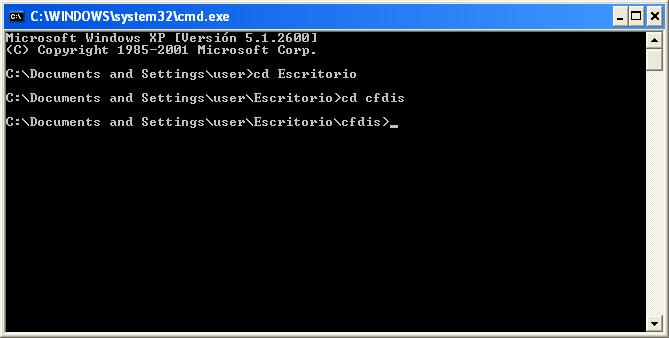 C:\WINDOWS\system32\cmd.exe
Microsoft Windows XP [Versión 5.1.2600]
(C) Copyright 1985-2001 Microsoft Corp.
C:\Documents and Settings\user>cd Escritorio
C:\Documents and Settings\user\Escritorio>cd cfdis
C:\Documents and Settings\user\Escritorio\cfdis>_